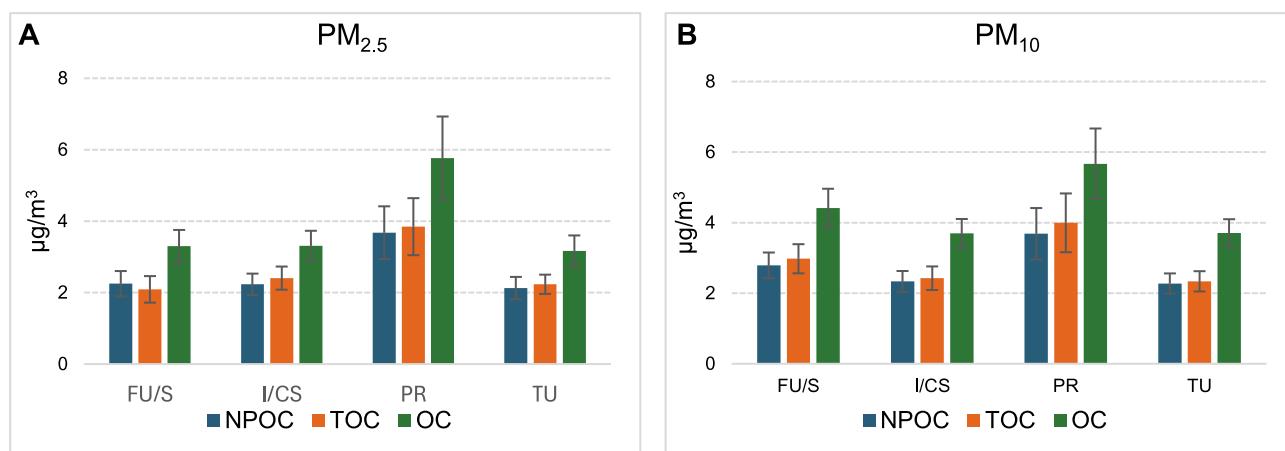 A
PM2.5
8
6
4
2
0
µg/m³
FU/S I/CS PR TU
NPOC TOC OC
B
PM10
8
6
4
2
0
µg/m³
FU/S I/CS PR TU
NPOC TOC OC